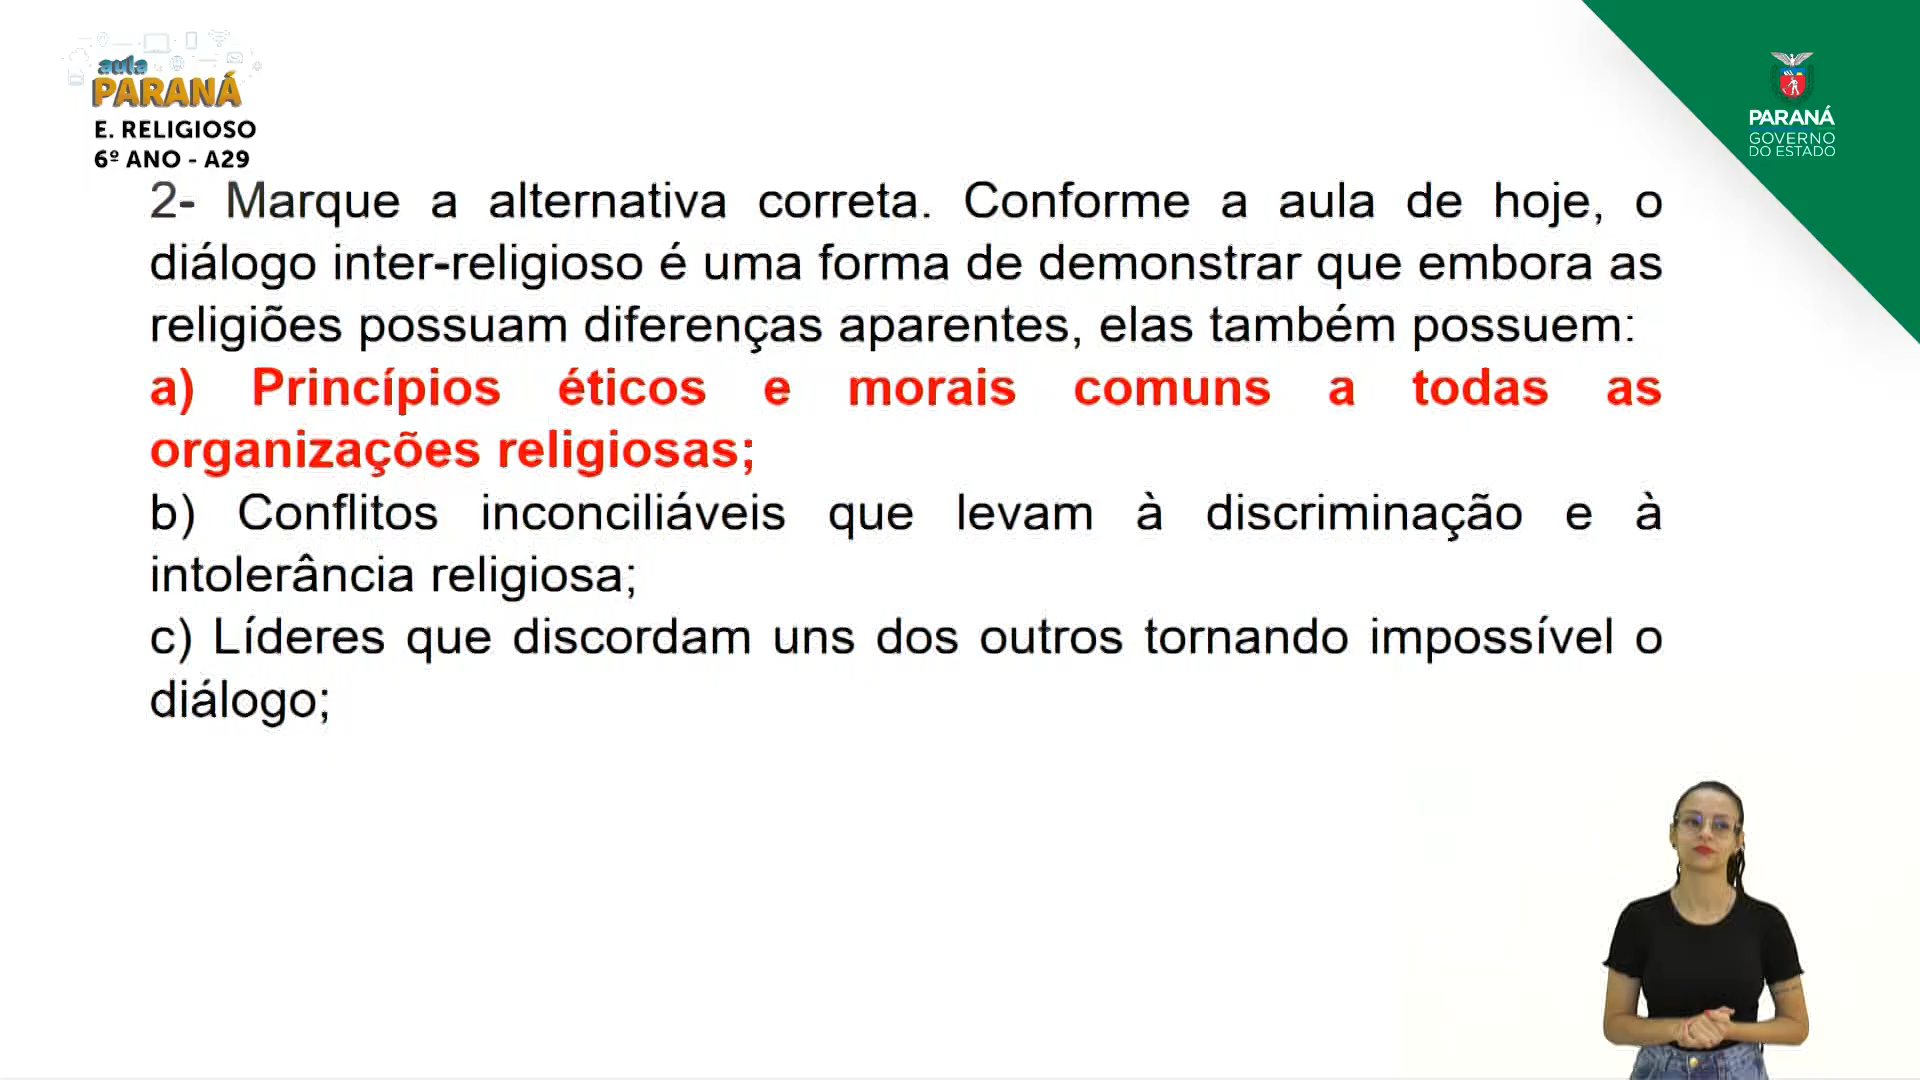 aula
PARANÁ
E. RELIGIOSO
6º ANO - A29
PARANÁ
GOVERNO
DO ESTADO
2- Marque a alternativa correta. Conforme a aula de hoje, o
diálogo inter-religioso é uma forma de demonstrar que embora as
religiões possuam diferenças aparentes, elas também possuem:
a) Princípios éticos e morais comuns a todas as
organizações religiosas;
b) Conflitos inconciliáveis que levam à discriminação e à
intolerância religiosa;
c) Líderes que discordam uns dos outros tornando impossível o
diálogo;